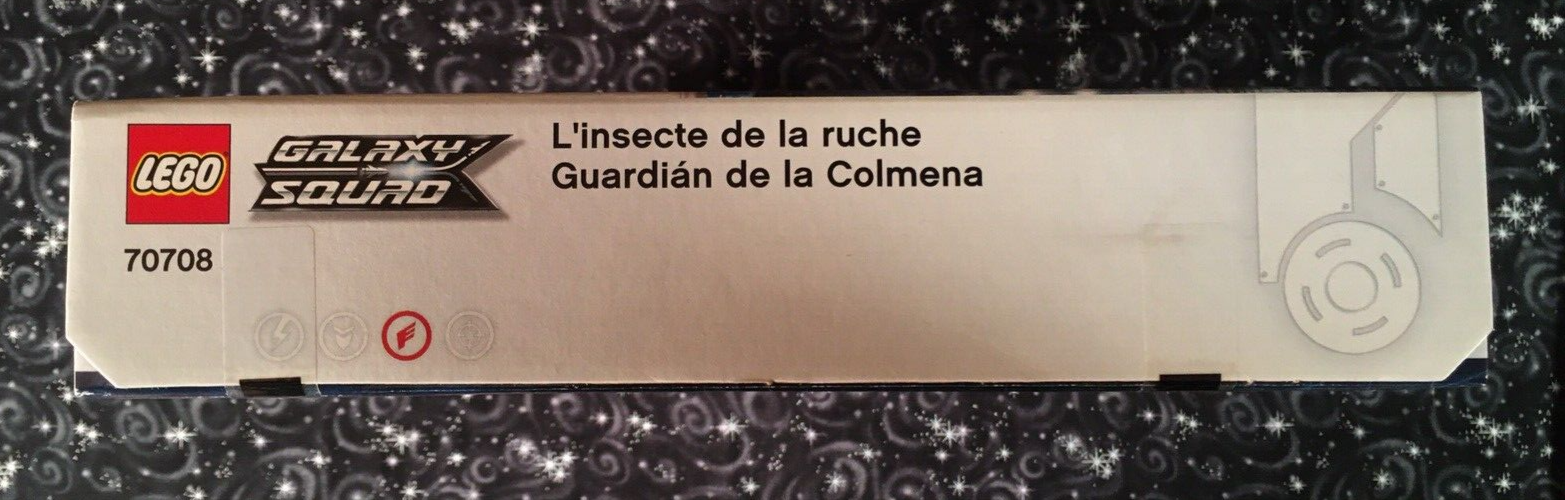 LEGO
GALAXY
SQUAD
L'insecte de la ruche
Guardián de la Colmena
70708
F